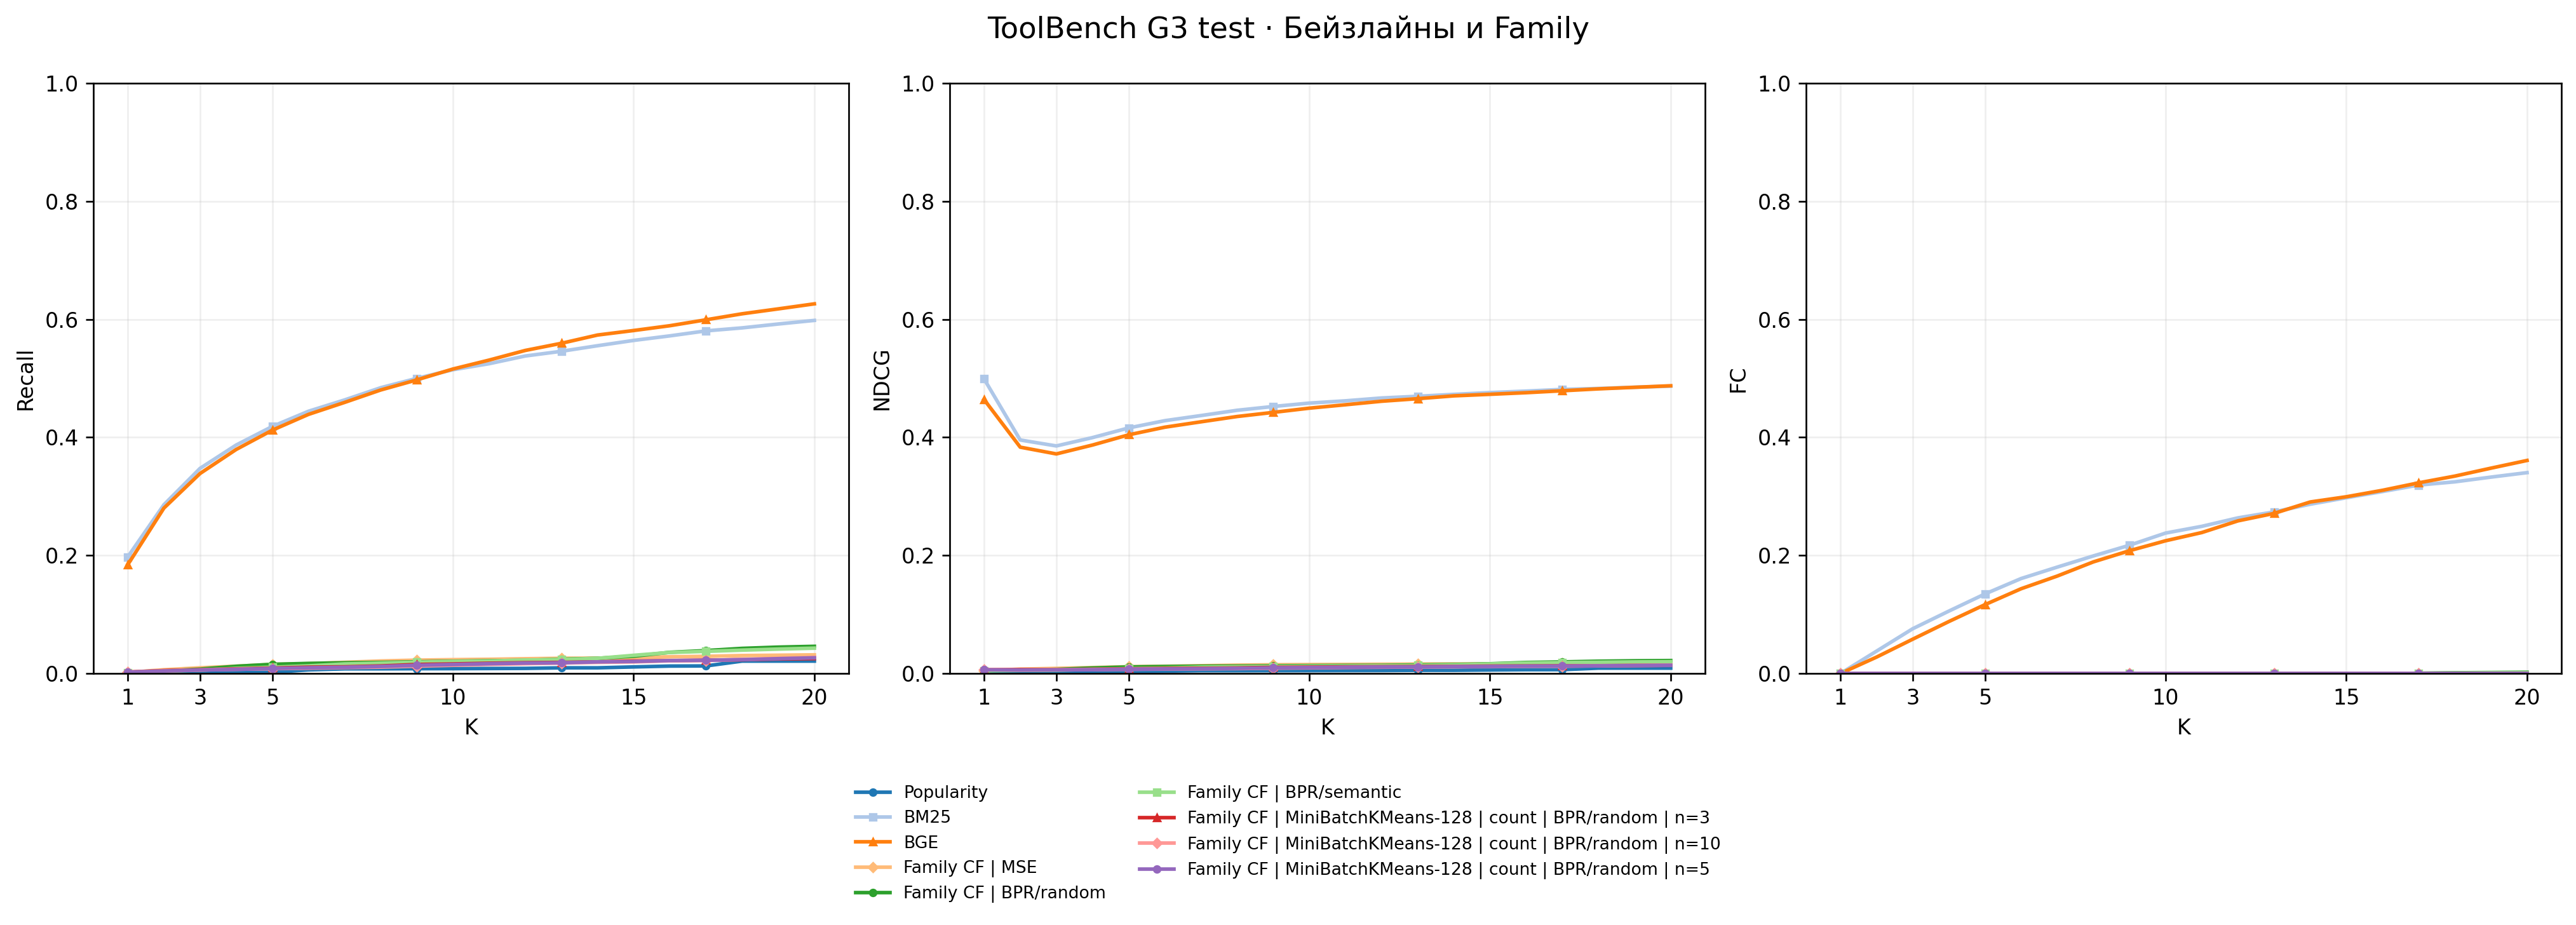 ToolBench G3 test · Бейзлайны и Family
1.0
0.8
0.6
0.4
0.2
0.0
Recall
1 3 5 10 15 20
K
1.0
0.8
0.6
0.4
0.2
0.0
NDCG
1 3 5 10 15 20
K
1.0
0.8
0.6
0.4
0.2
0.0
FC
1 3 5 10 15 20
K
Popularity
BM25
BGE
Family CF | MSE
Family CF | BPR/random
Family CF | BPR/semantic
Family CF | MiniBatchKMeans-128 | count | BPR/random | n=3
Family CF | MiniBatchKMeans-128 | count | BPR/random | n=10
Family CF | MiniBatchKMeans-128 | count | BPR/random | n=5